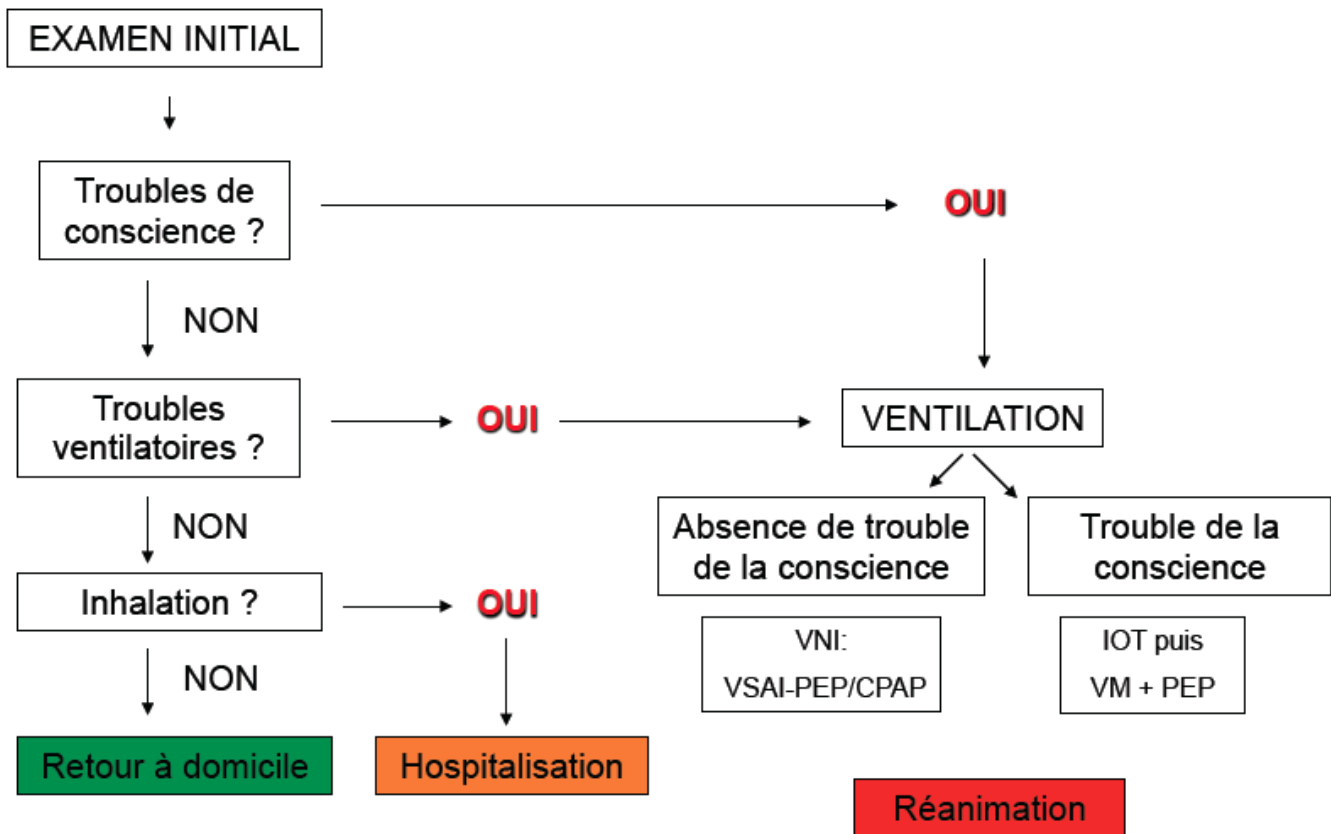 EXAMEN INITIAL
Troubles de
conscience ?
OUI
NON
Troubles
ventilatoires ?
OUI
VENTILATION
NON
Absence de trouble
de la conscience
Trouble de la
conscience
Inhalation ?
OUI
VNI:
VSAI-PEP/CPAP
IOT puis
VM + PEP
NON
Retour à domicile
Hospitalisation
Réanimation